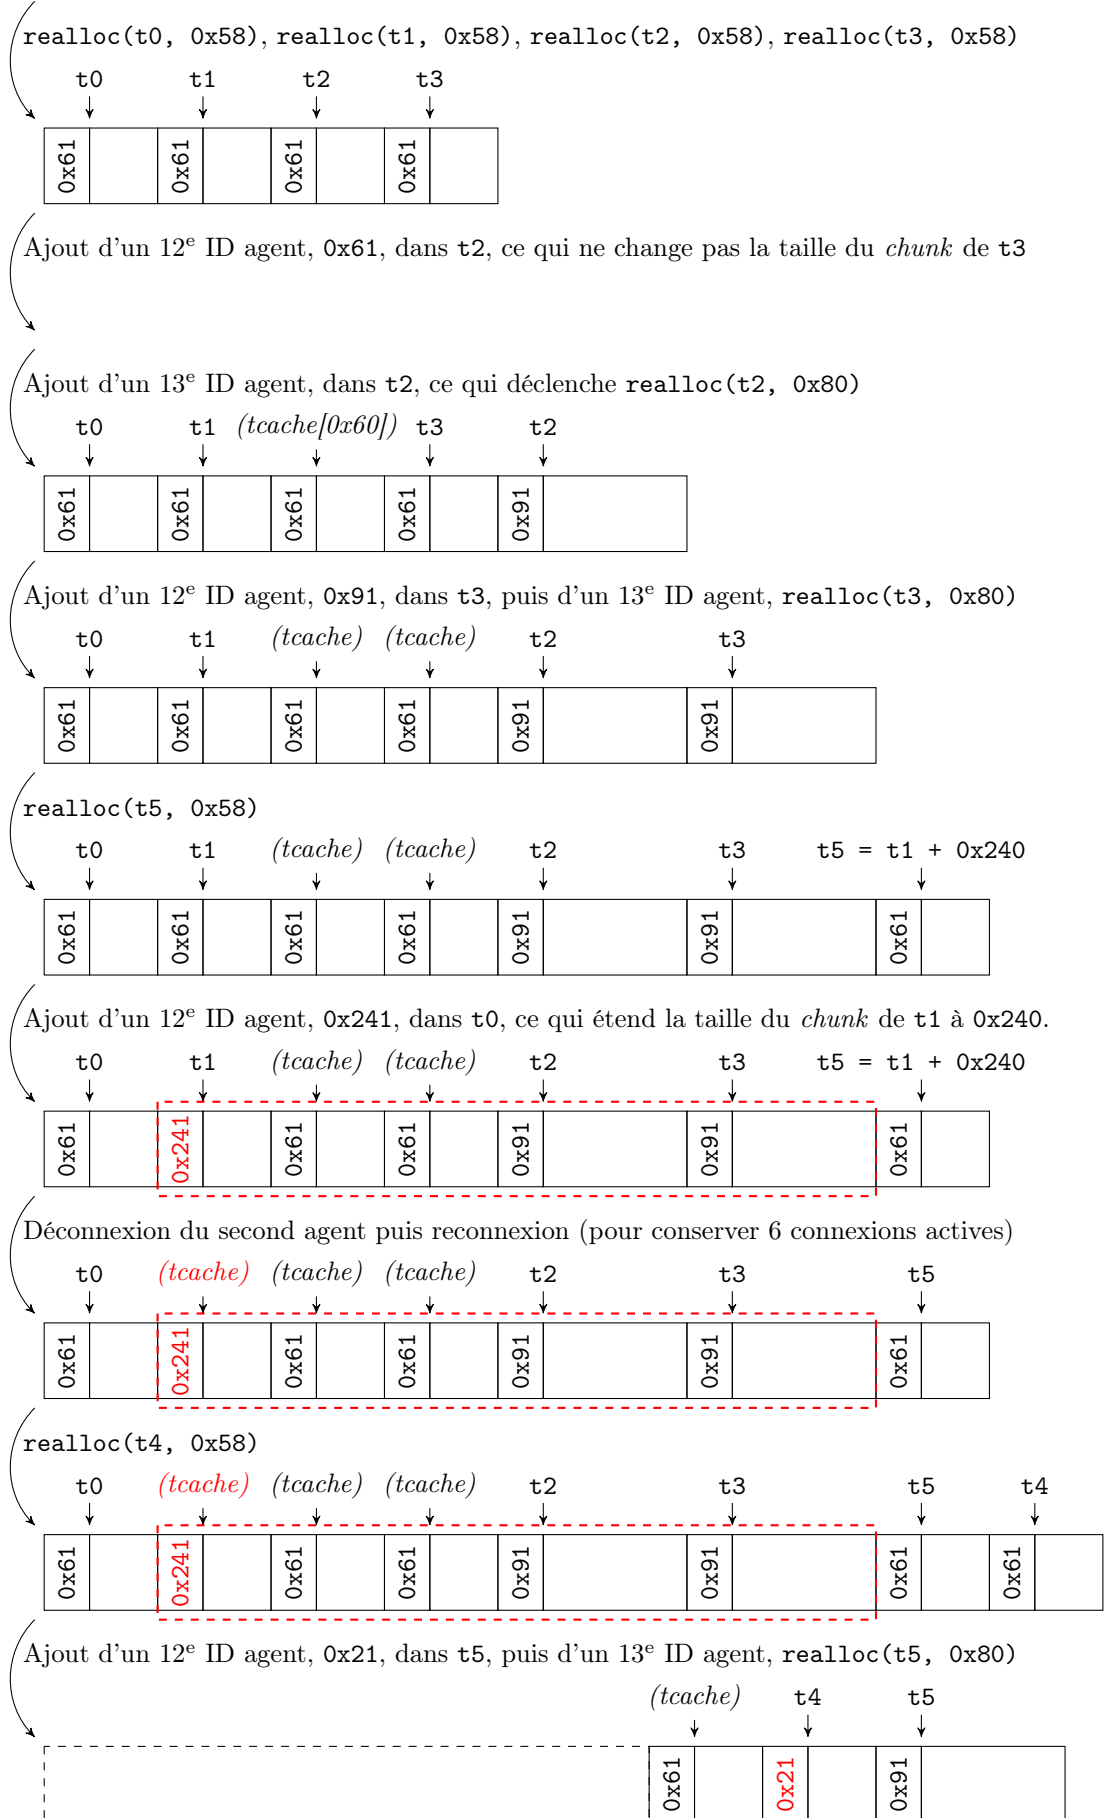 realloc(t0, 0x58), realloc(t1, 0x58), realloc(t2, 0x58), realloc(t3, 0x58)
t0 t1 t2 t3
0x61 0x61 0x61 0x61
Ajout d'un 12e ID agent, 0x61, dans t2, ce qui ne change pas la taille du chunk de t3
Ajout d'un 13e ID agent, dans t2, ce qui déclenche realloc(t2, 0x80)
t0 t1 (tcache[0x60]) t3 t2
0x61 0x61 0x61 0x61 0x91
Ajout d'un 12e ID agent, 0x91, dans t3, puis d'un 13e ID agent, realloc(t3, 0x80)
t0 t1 (tcache) (tcache) t2 t3
0x61 0x61 0x61 0x61 0x91 0x91
realloc(t5, 0x58)
t0 t1 (tcache) (tcache) t2 t3 t5 = t1 + 0x240
0x61 0x61 0x61 0x61 0x91 0x91 0x61
Ajout d'un 12e ID agent, 0x241, dans t0, ce qui étend la taille du chunk de t1 à 0x240.
t0 t1 (tcache) (tcache) t2 t3 t5 = t1 + 0x240
0x61 0x241 0x61 0x61 0x91 0x91 0x61
Déconnexion du second agent puis reconnexion (pour conserver 6 connexions actives)
t0 (tcache) (tcache) (tcache) t2 t3 t5
0x61 0x241 0x61 0x61 0x91 0x91 0x61
realloc(t4, 0x58)
t0 (tcache) (tcache) (tcache) t2 t3 t5 t4
0x61 0x241 0x61 0x61 0x91 0x91 0x61 0x61
Ajout d'un 12e ID agent, 0x21, dans t5, puis d'un 13e ID agent, realloc(t5, 0x80)
(tcache) t4 t5
0x61 0x21 0x91